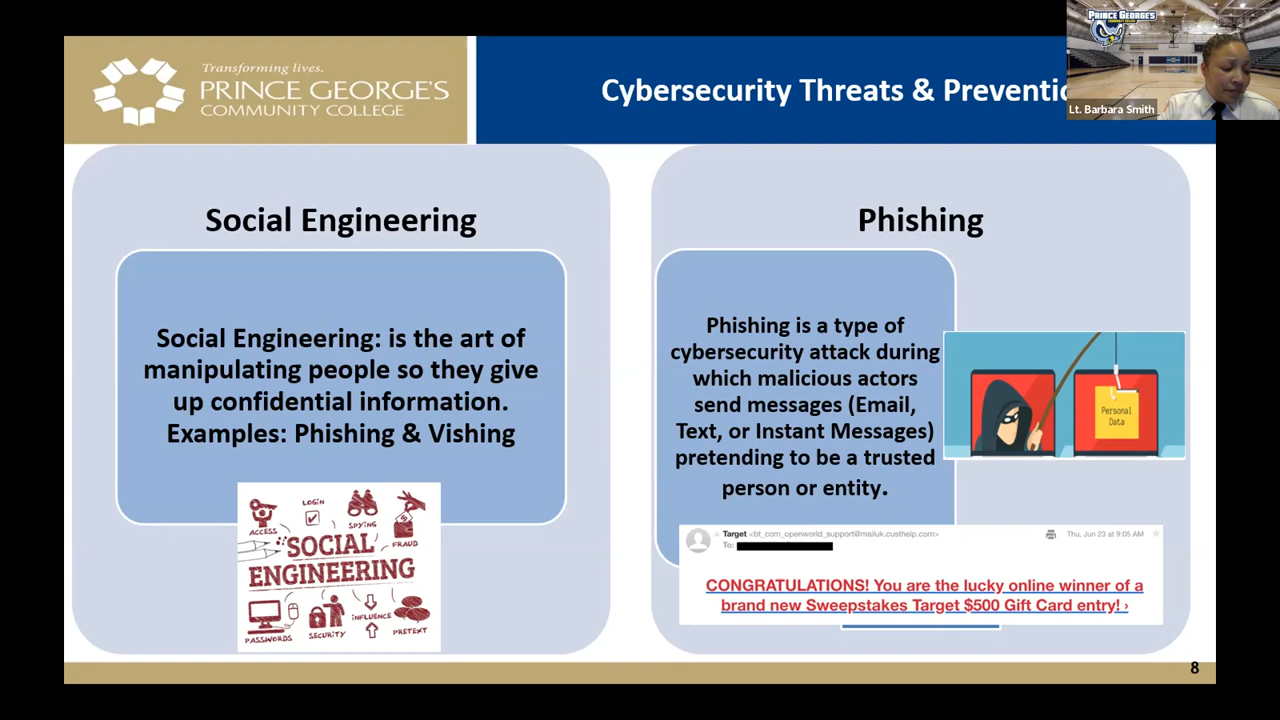 Transforming lives.
PRINCE GEORGE'S
COMMUNITY COLLEGE
Cybersecurity Threats & Preventio
PRINCE GEORGE'S
Lt. Barbara Smith
Social Engineering
Social Engineering: is the art of
manipulating people so they give
up confidential information.
Examples: Phishing & Vishing
ACCESS
LOGIN
SPYING
FRAUD
SOCIAL
ENGINEERING
PASSWORDS
SECURITY
INFLUENCE
PRETEXT
Phishing
Phishing is a type of
cybersecurity attack during
which malicious actors
send messages (Email,
Text, or Instant Messages)
pretending to be a trusted
person or entity.
Personal
Data
Target <bt_com_openworld_support@mailuk.custhelp.com>
Thu, Jun 23 at 9:05 AM
To:
CONGRATULATIONS! You are the lucky online winner of a
brand new Sweepstakes Target $500 Gift Card entry! ›
8